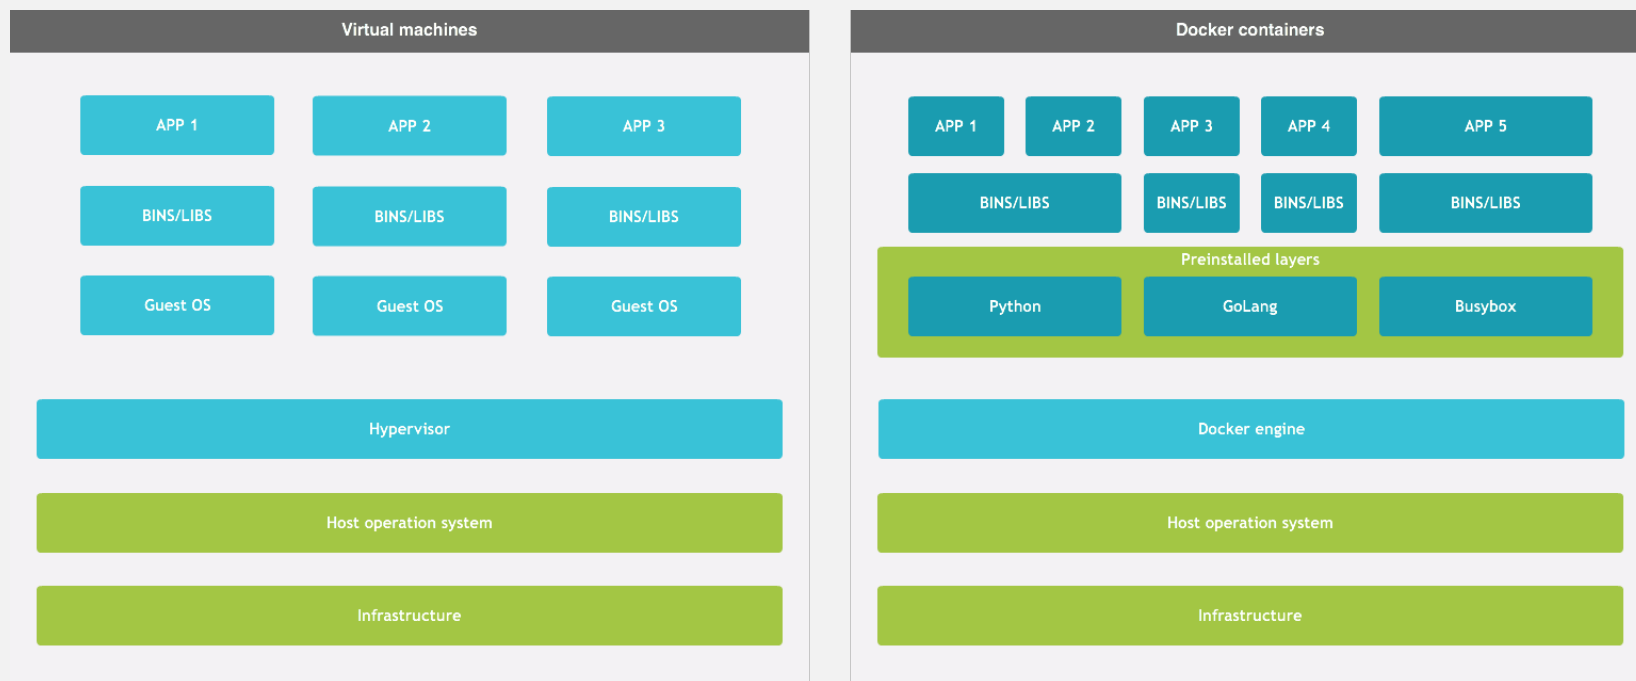 Virtual machines
APP 1
APP 2
APP 3
BINS/LIBS
BINS/LIBS
BINS/LIBS
Guest OS
Guest OS
Guest OS
Hypervisor
Host operation system
Infrastructure
Docker containers
APP 1
APP 2
APP 3
APP 4
APP 5
BINS/LIBS
BINS/LIBS
BINS/LIBS
BINS/LIBS
Preinstalled layers
Python
GoLang
Busybox
Docker engine
Host operation system
Infrastructure